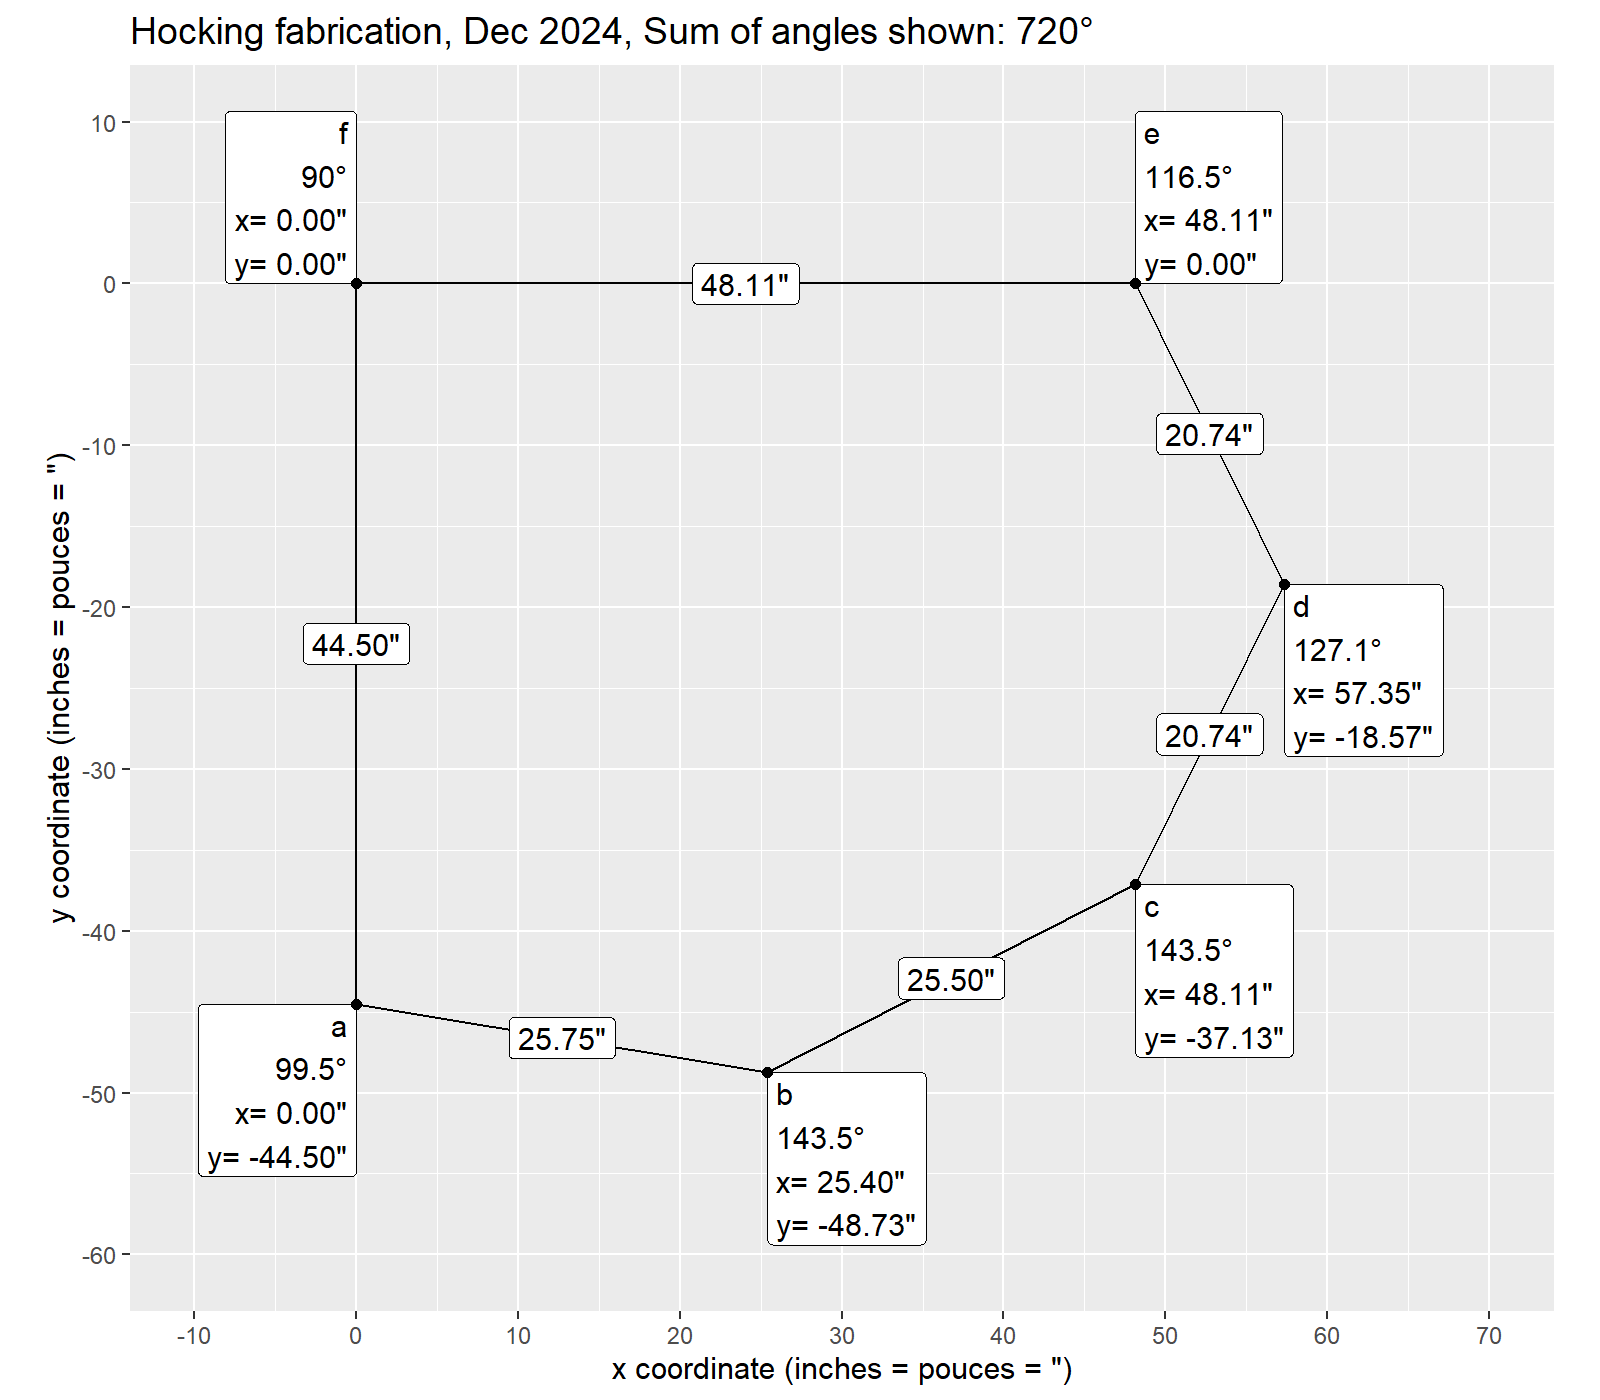 Hocking fabrication, Dec 2024, Sum of angles shown: 720°
f
90°
x= 0.00"
y= 0.00"
e
116.5°
x= 48.11"
y= 0.00"
48.11"
20.74"
44.50"
d
127.1°
x= 57.35"
y= -18.57"
20.74"
c
143.5°
x= 48.11"
y= -37.13"
25.50"
a
99.5°
x= 0.00"
y= -44.50"
25.75"
b
143.5°
x= 25.40"
y= -48.73"
10
0
-10
-20
-30
-40
-50
-60
y coordinate (inches = pouces = ")
-10
0
10
20
30
40
50
60
70
x coordinate (inches = pouces = ")